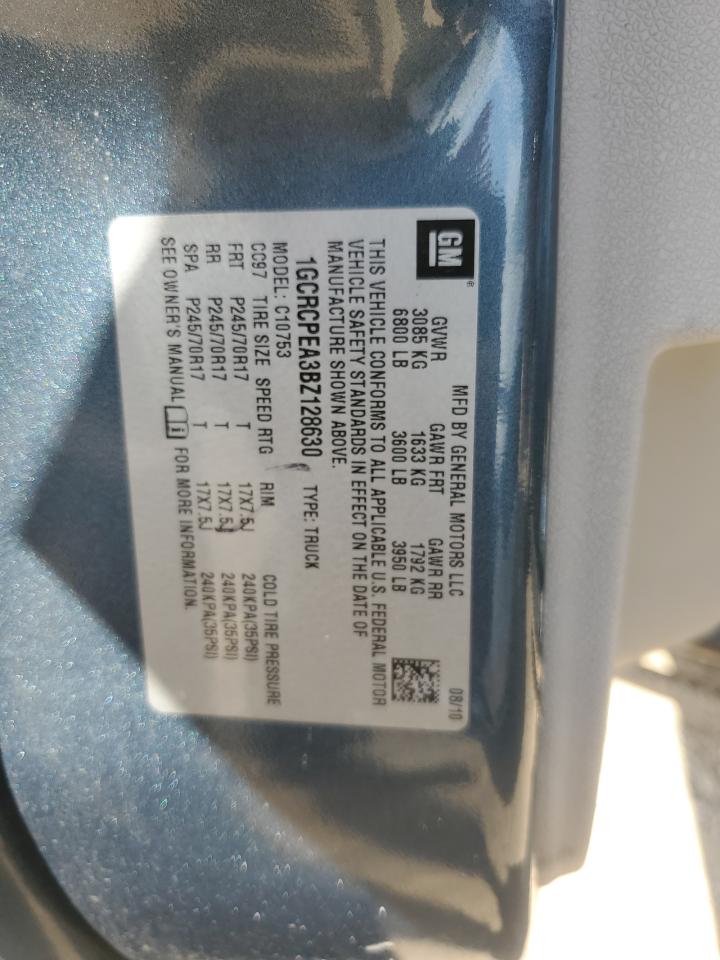 GM®
MFD BY GENERAL MOTORS LLC 08/10
GVWR GAWR FRT GAWR RR
3085 KG 1633 KG 1792 KG
6800 LB 3600 LB 3950 LB
THIS VEHICLE CONFORMS TO ALL APPLICABLE U.S. FEDERAL MOTOR
VEHICLE SAFETY STANDARDS IN EFFECT ON THE DATE OF
MANUFACTURE SHOWN ABOVE.
1GCRCPEA3BZ128630 TYPE: TRUCK
MODEL: C10753
CC97 TIRE SIZE SPEED RTG RIM COLD TIRE PRESSURE
FRT P245/70R17 T 17X7.5J 240KPA(35PSI)
RR P245/70R17 T 17X7.5J 240KPA(35PSI)
SPA P245/70R17 T 17X7.5J 240KPA(35PSI)
SEE OWNER'S MANUAL i FOR MORE INFORMATION.